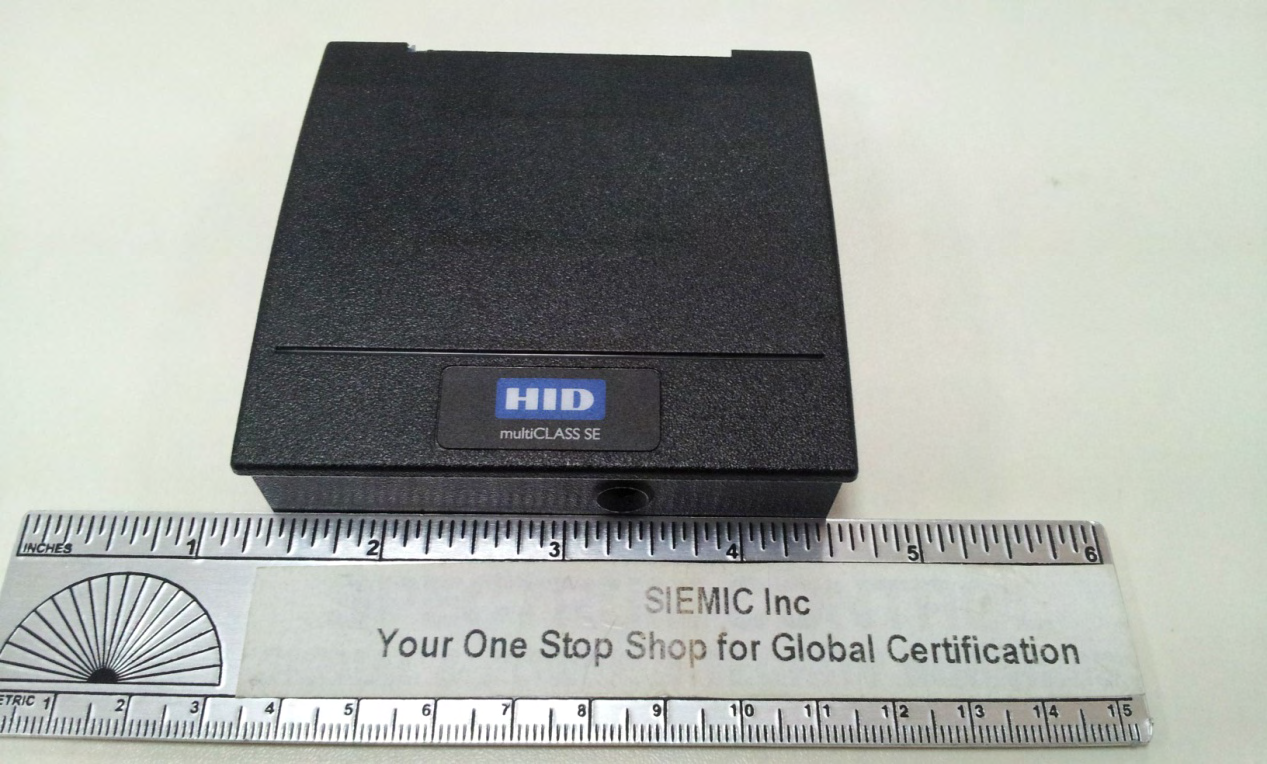 HID
multiCLASS SE
INCHES 1 2 3 4 5 6
SIEMIC Inc
Your One Stop Shop for Global Certification
ETRIC 1 2 3 4 5 6 7 8 9 10 11 12 13 14 15